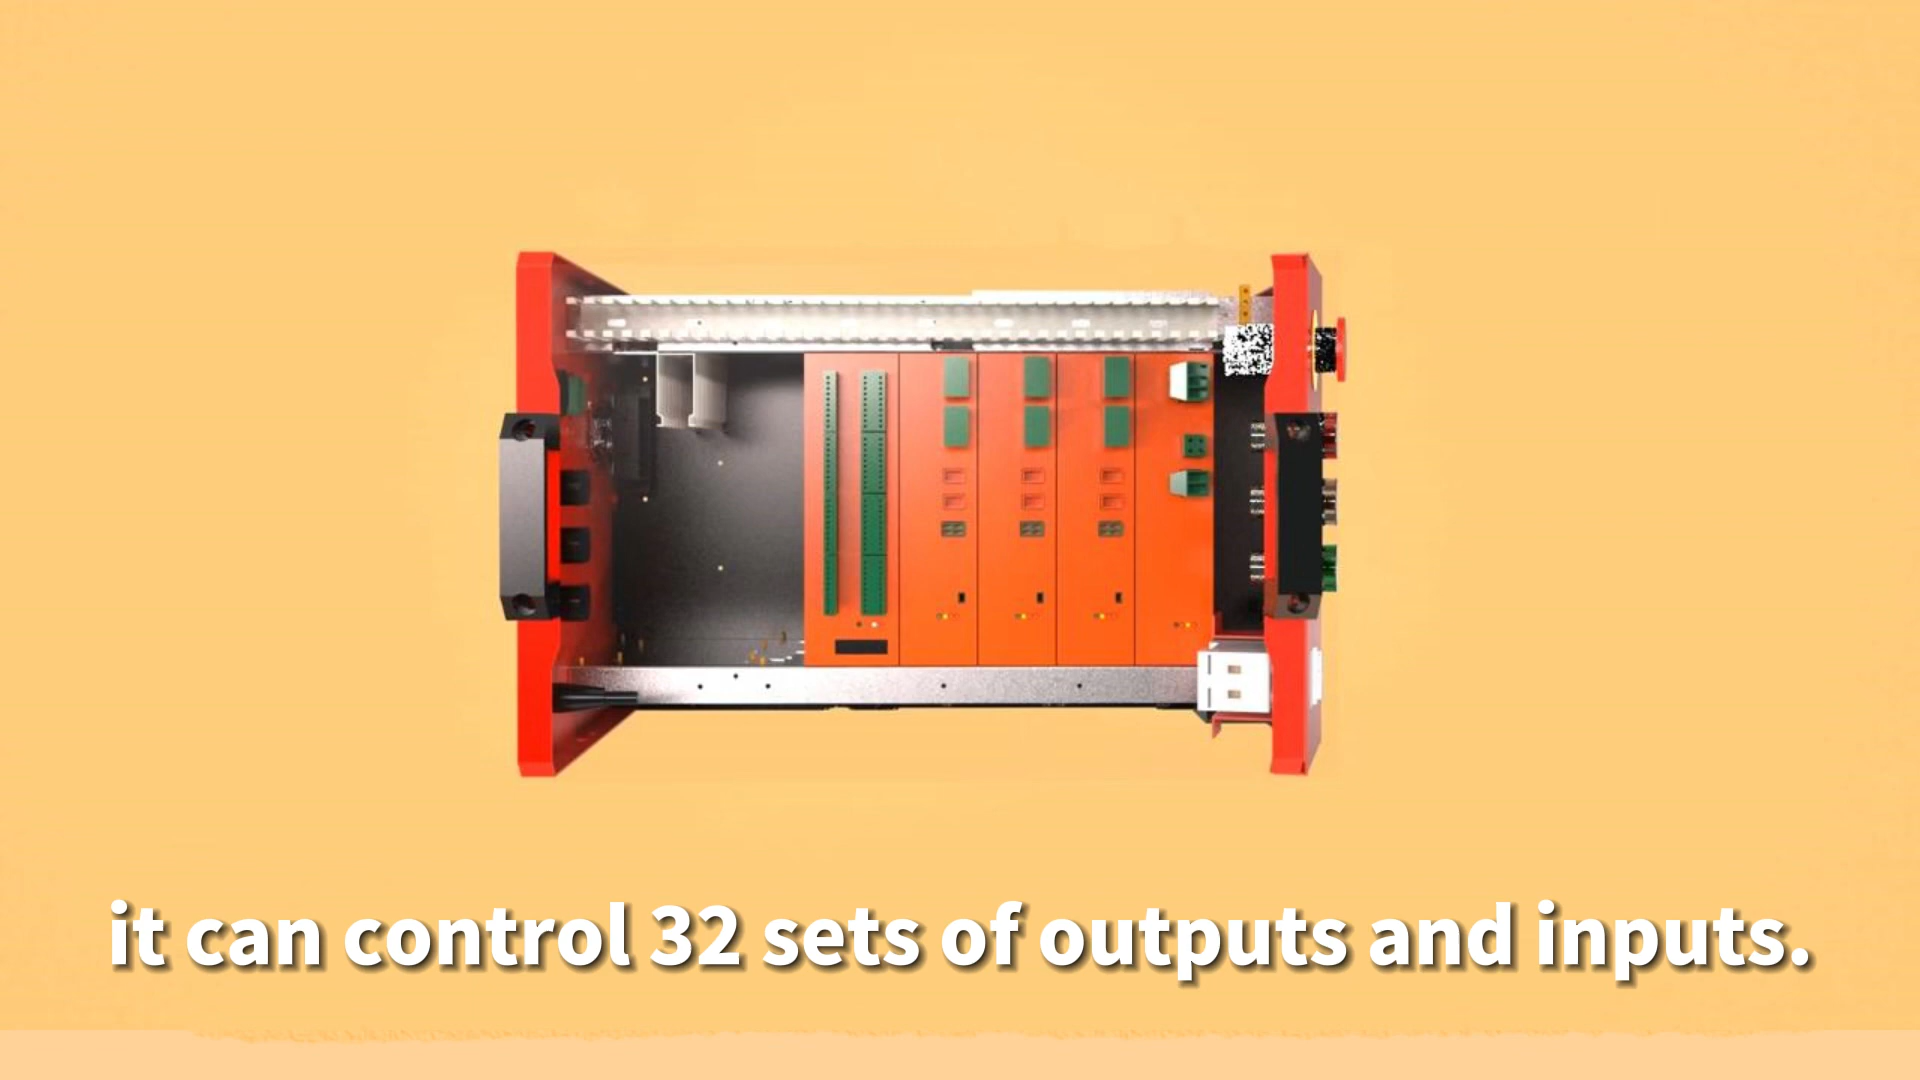 it can control 32 sets of outputs and inputs.